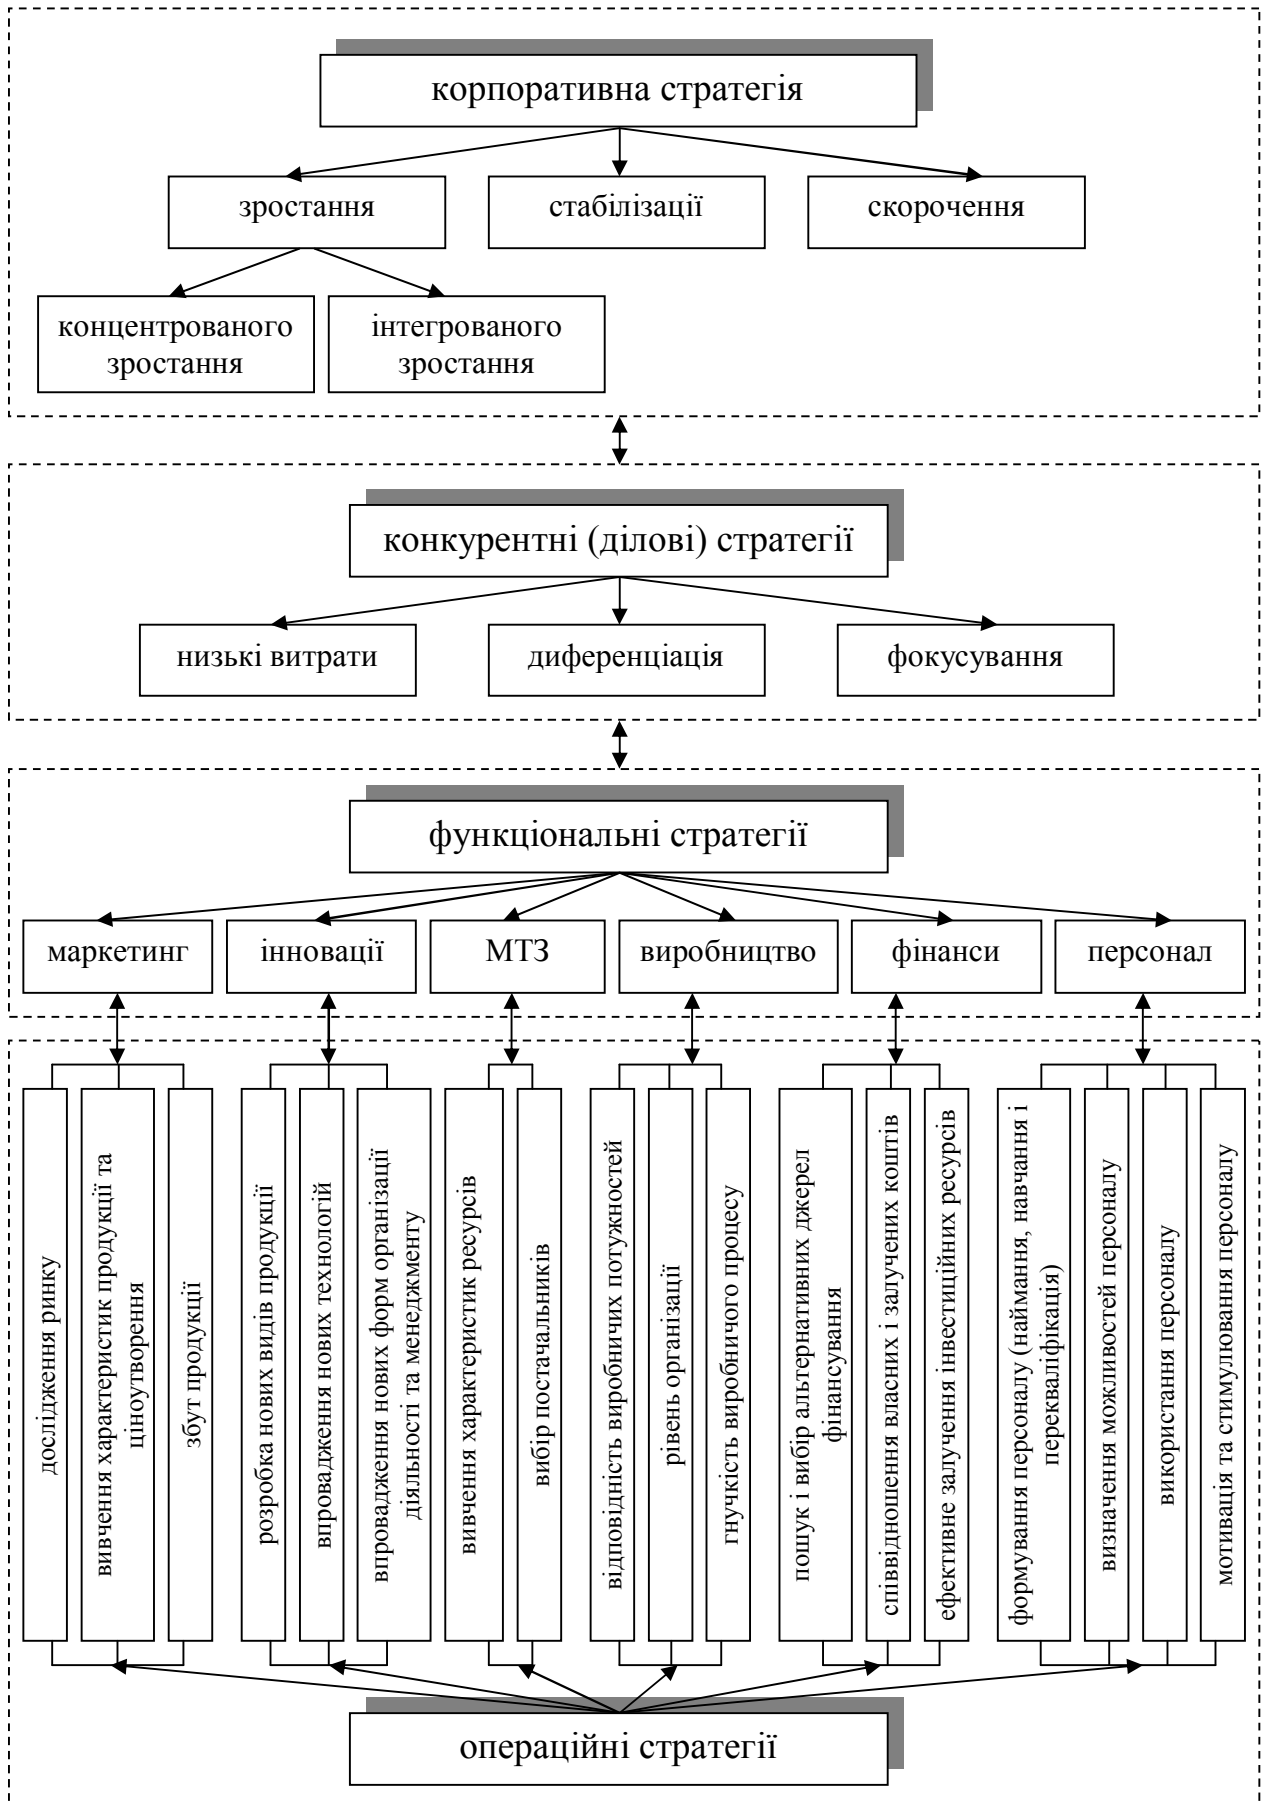 корпоративна стратегія
зростання
стабілізації
скорочення
концентрованого
зростання
інтегрованого
зростання
конкурентні (ділові) стратегії
низькі витрати
диференціація
фокусування
функціональні стратегії
маркетинг
інновації
МТЗ
виробництво
фінанси
персонал
дослідження ринку
вивчення характеристик продукції та
ціноутворення
збут продукції
розробка нових видів продукції
впровадження нових технологій
впровадження нових форм організації
діяльності та менеджменту
вивчення характеристик ресурсів
вибір постачальників
відповідність виробничих потужностей
рівень організації
гнучкість виробничого процесу
пошук і вибір альтернативних джерел
фінансування
співвідношення власних і залучених коштів
ефективне залучення інвестиційних ресурсів
формування персоналу (наймання, навчання і
перекваліфікація)
визначення можливостей персоналу
використання персоналу
мотивація та стимулювання персоналу
операційні стратегії